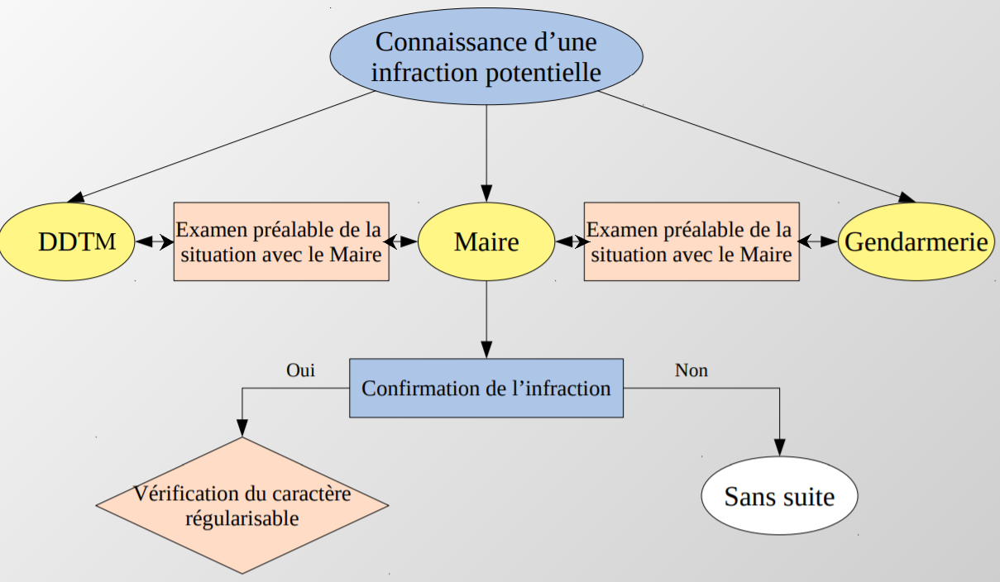 Connaissance d’une
infraction potentielle
DDTM
Examen préalable de la
situation avec le Maire
Maire
Examen préalable de la
situation avec le Maire
Gendarmerie
Oui
Confirmation de l’infraction
Non
Vérification du caractère
régularisable
Sans suite